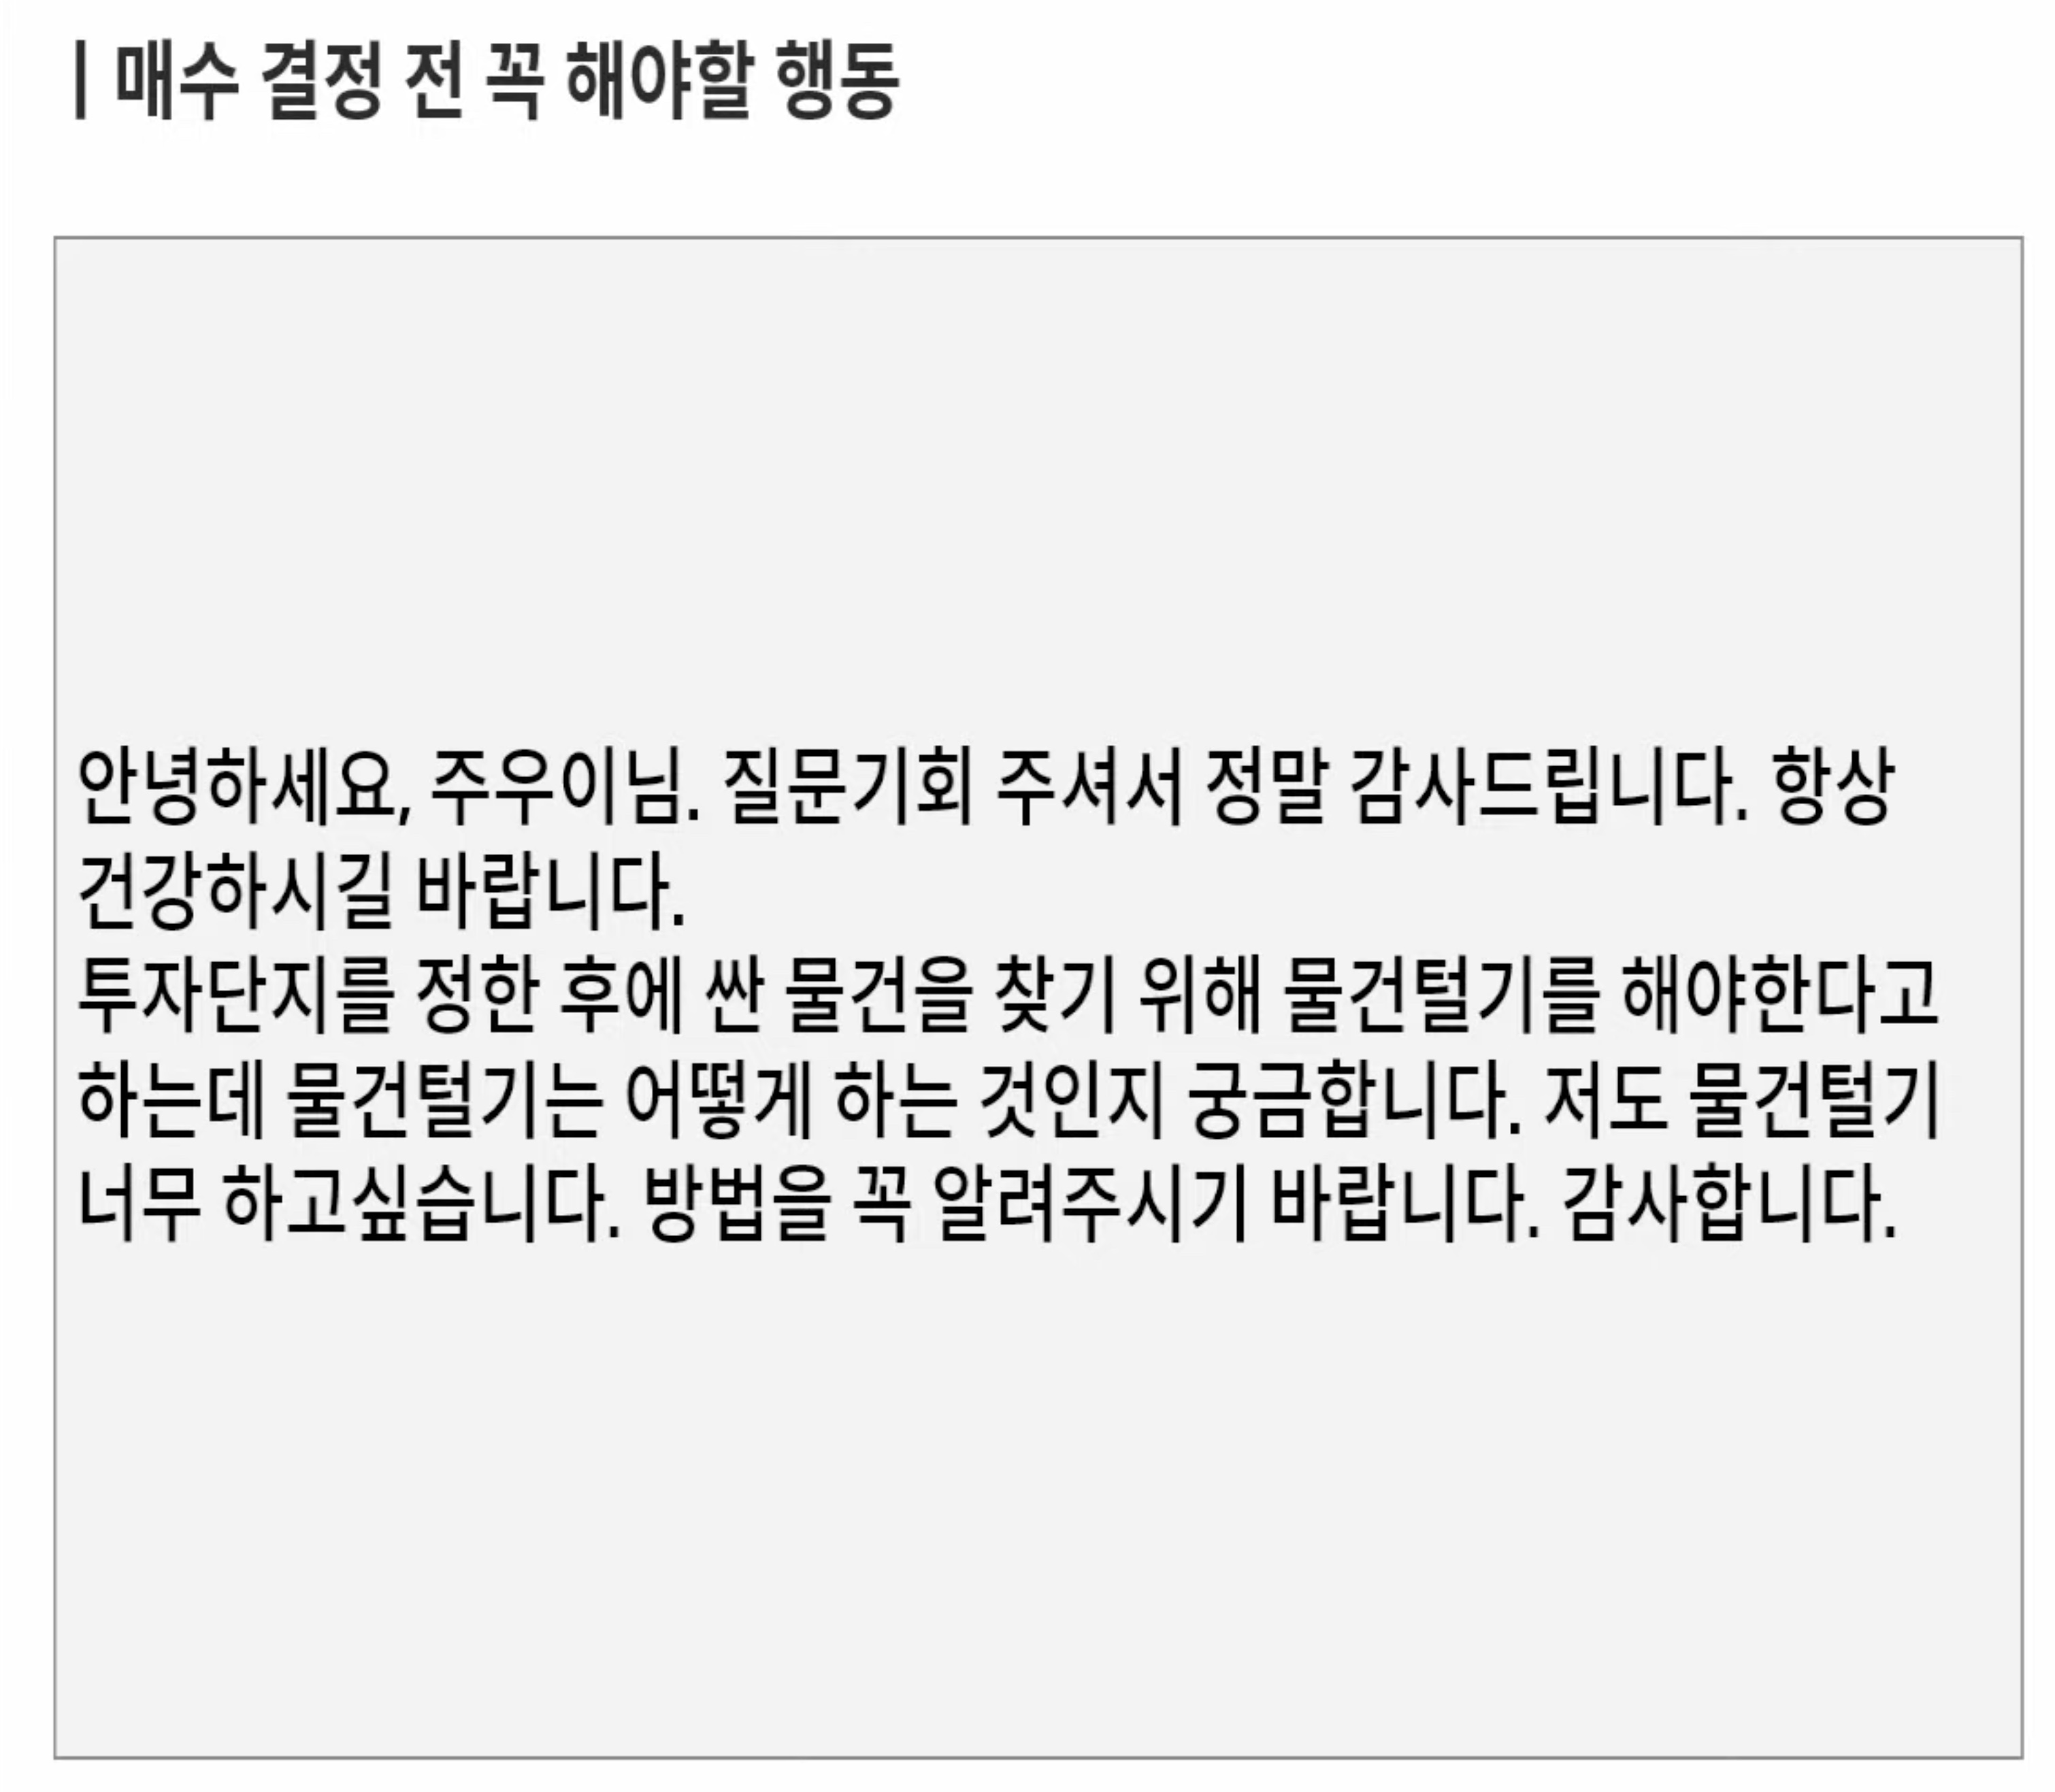 | 매수 결정 전 꼭 해야할 행동
안녕하세요, 주우이님. 질문기회 주셔서 정말 감사드립니다. 항상
건강하시길 바랍니다.
투자단지를 정한 후에 싼 물건을 찾기 위해 물건털기를 해야한다고
하는데 물건털기는 어떻게 하는 것인지 궁금합니다. 저도 물건털기
너무 하고싶습니다. 방법을 꼭 알려주시기 바랍니다. 감사합니다.